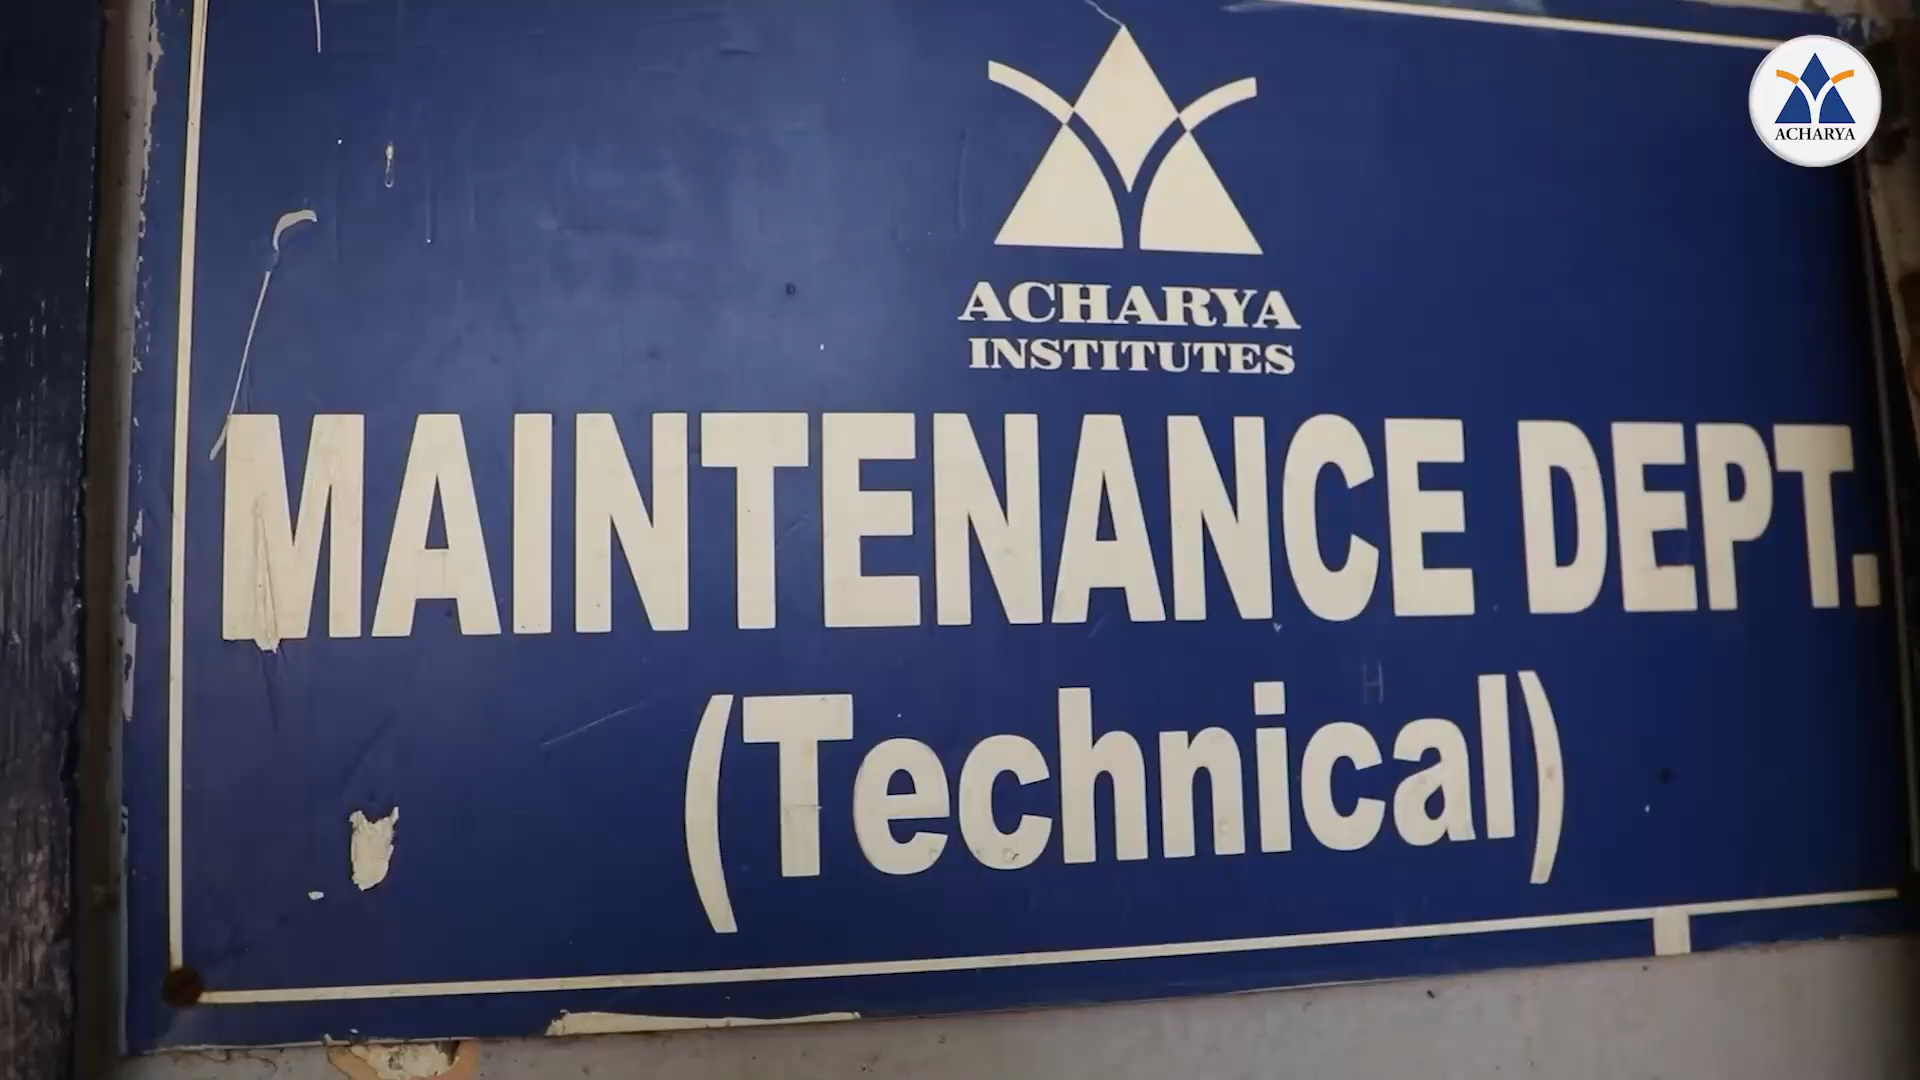 ACHARYA
ACHARYA
INSTITUTES
MAINTENANCE DEPT.
(Technical)